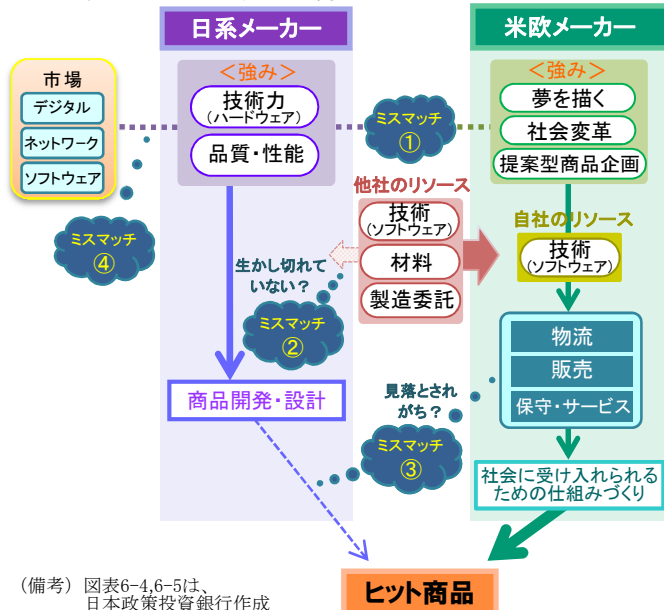 日系メーカー
米欧メーカー
市場
デジタル
ネットワーク
ソフトウェア
＜強み＞
技術力
(ハードウェア)
品質・性能
ミスマッチ
①
＜強み＞
夢を描く
社会変革
提案型商品企画
他社のリソース
技術
(ソフトウェア)
材料
製造委託
自社のリソース
技術
(ソフトウェア)
ミスマッチ
④
生かし切れて
いない？
ミスマッチ
②
物流
販売
保守・サービス
商品開発・設計
見落とされ
がち？
ミスマッチ
③
社会に受け入れられる
ための仕組みづくり
ヒット商品
（備考）図表6-4,6-5は、
日本政策投資銀行作成